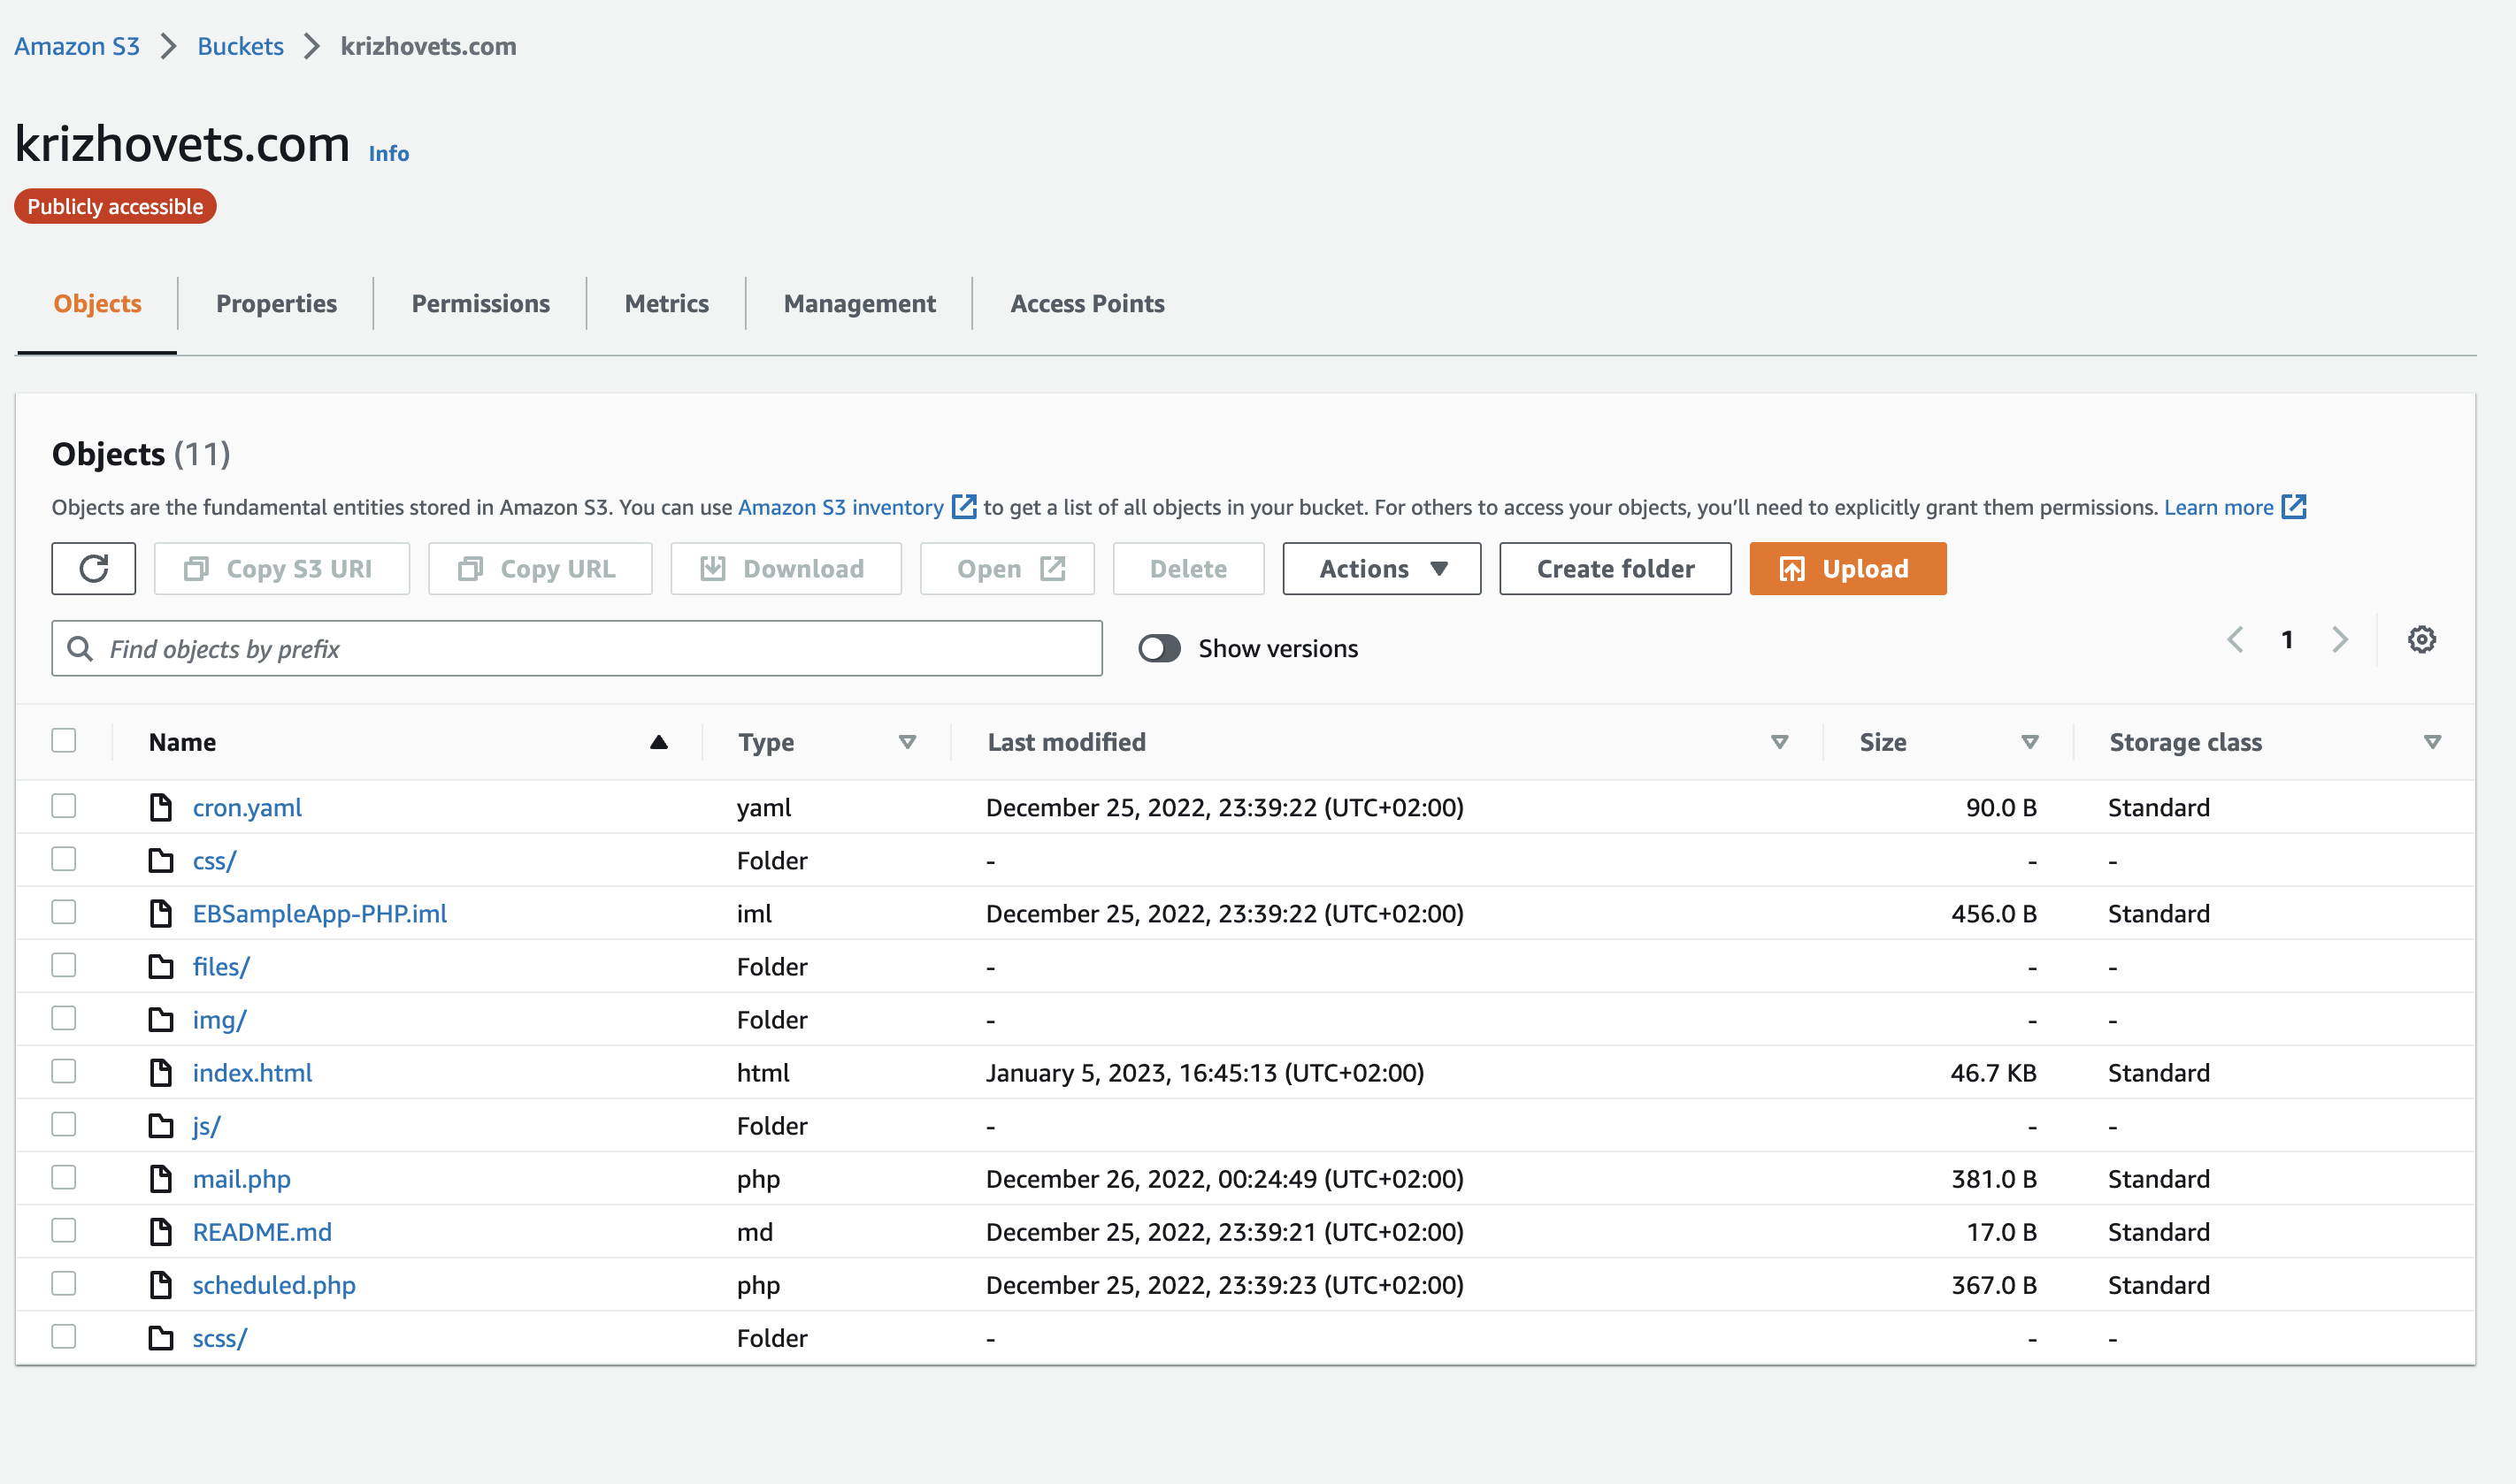 Amazon S3 Buckets krizhovets.com
krizhovets.com Info
Publicly accessible
Objects Properties Permissions Metrics Management Access Points
Objects (11)
Objects are the fundamental entities stored in Amazon S3. You can use Amazon S3 inventory to get a list of all objects in your bucket. For others to access your objects, you’ll need to explicitly grant them permissions. Learn more
Copy S3 URI Copy URL Download Open Delete Actions Create folder Upload
Find objects by prefix Show versions 1
Name Type Last modified Size Storage class
cron.yaml yaml December 25, 2022, 23:39:22 (UTC+02:00) 90.0 B Standard
css/ Folder - - -
EBSampleApp-PHP.iml iml December 25, 2022, 23:39:22 (UTC+02:00) 456.0 B Standard
files/ Folder - - -
img/ Folder - - -
index.html html January 5, 2023, 16:45:13 (UTC+02:00) 46.7 KB Standard
js/ Folder - - -
mail.php php December 26, 2022, 00:24:49 (UTC+02:00) 381.0 B Standard
README.md md December 25, 2022, 23:39:21 (UTC+02:00) 17.0 B Standard
scheduled.php php December 25, 2022, 23:39:23 (UTC+02:00) 367.0 B Standard
scss/ Folder - - -